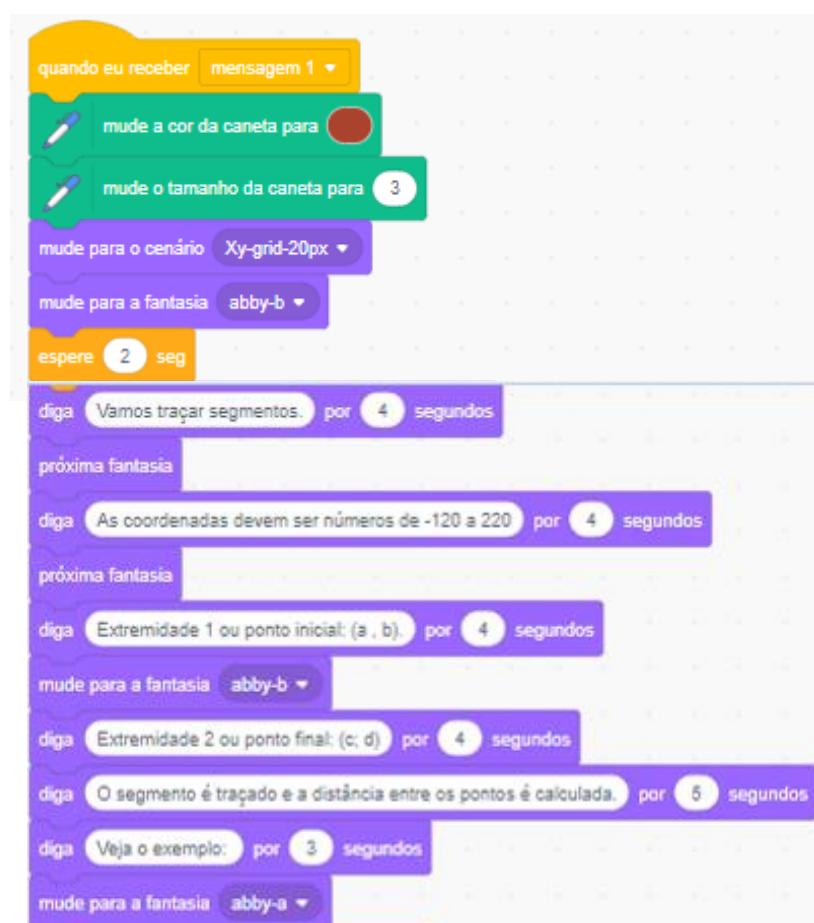 quando eu receber mensagem 1
mude a cor da caneta para
mude o tamanho da caneta para 3
mude para o cenário Xy-grid-20px
mude para a fantasia abby-b
espere 2 seg
diga Vamos traçar segmentos. por 4 segundos
próxima fantasia
diga As coordenadas devem ser números de -120 a 220 por 4 segundos
próxima fantasia
diga Extremidade 1 ou ponto inicial: (a , b). por 4 segundos
mude para a fantasia abby-b
diga Extremidade 2 ou ponto final: (c; d) por 4 segundos
diga O segmento é traçado e a distância entre os pontos é calculada. por 5 segundos
diga Veja o exemplo: por 3 segundos
mude para a fantasia abby-a